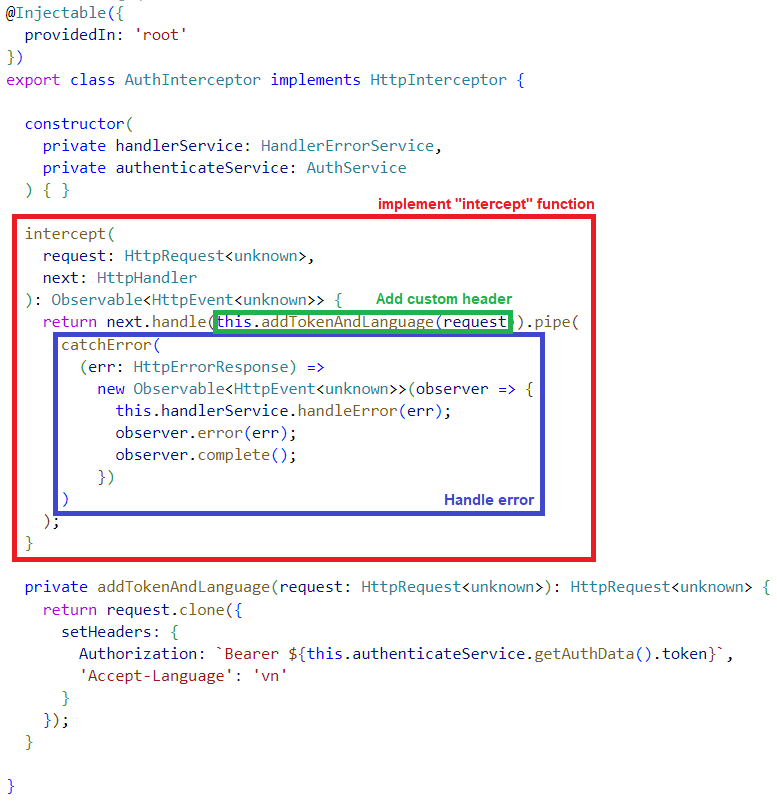 @Injectable({
  providedIn: 'root'
})
export class AuthInterceptor implements HttpInterceptor {

  constructor(
    private handlerService: HandlerErrorService,
    private authenticateService: AuthService
  ) { }
implement "intercept" function
  intercept(
    request: HttpRequest<unknown>,
    next: HttpHandler
  ): Observable<HttpEvent<unknown>> {
Add custom header
    return next.handle(this.addTokenAndLanguage(request)).pipe(
      catchError(
        (err: HttpErrorResponse) =>
          new Observable<HttpEvent<unknown>>(observer => {
            this.handlerService.handleError(err);
            observer.error(err);
            observer.complete();
          })
      )
Handle error
    );
  }

  private addTokenAndLanguage(request: HttpRequest<unknown>): HttpRequest<unknown> {
    return request.clone({
      setHeaders: {
        Authorization: `Bearer ${this.authenticateService.getAuthData().token}`,
        'Accept-Language': 'vn'
      }
    });
  }

}